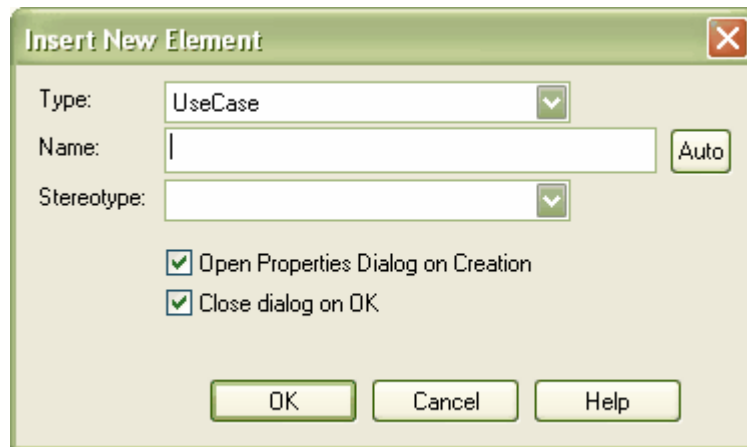 Insert New Element
Type: UseCase
Name: Auto
Stereotype:
Open Properties Dialog on Creation
Close dialog on OK
OK Cancel Help